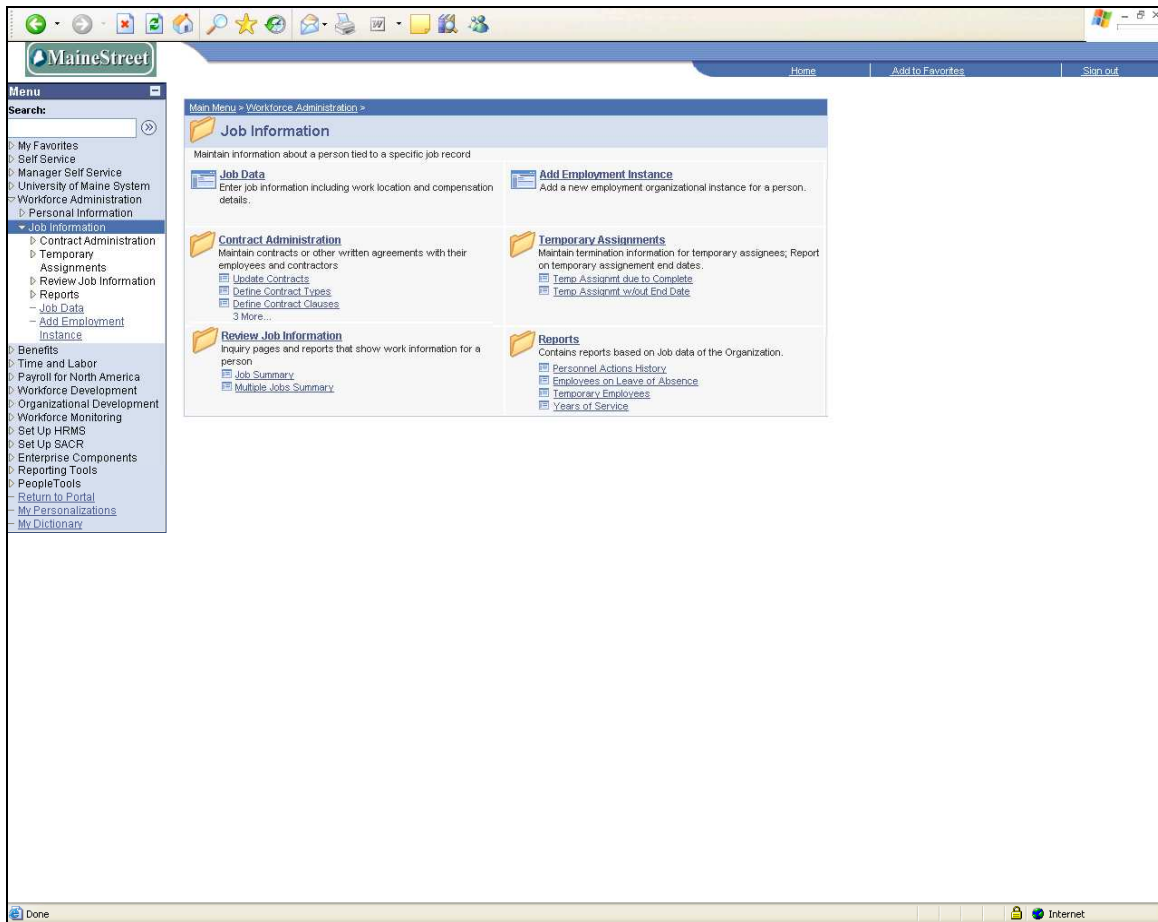 MaineStreet
Home
Add to Favorites
Sign out
Menu
Search:
My Favorites
Self Service
Manager Self Service
University of Maine System
Workforce Administration
Personal Information
Job Information
Contract Administration
Temporary
Assignments
Review Job Information
Reports
Job Data
Add Employment
Instance
Benefits
Time and Labor
Payroll for North America
Workforce Development
Organizational Development
Workforce Monitoring
Set Up HRMS
Set Up SACR
Enterprise Components
Reporting Tools
PeopleTools
Return to Portal
My Personalizations
My Dictionary
Main Menu > Workforce Administration >
Job Information
Maintain information about a person tied to a specific job record
Job Data
Enter job information including work location and compensation
details.
Add Employment Instance
Add a new employment organizational instance for a person.
Contract Administration
Maintain contracts or other written agreements with their
employees and contractors
Update Contracts
Define Contract Types
Define Contract Clauses
3 More...
Temporary Assignments
Maintain termination information for temporary assignees; Report
on temporary assignement end dates.
Temp Assignmt due to Complete
Temp Assignmt w/out End Date
Review Job Information
Inquiry pages and reports that show work information for a
person
Job Summary
Multiple Jobs Summary
Reports
Contains reports based on Job data of the Organization.
Personnel Actions History
Employees on Leave of Absence
Temporary Employees
Years of Service
Done
Internet